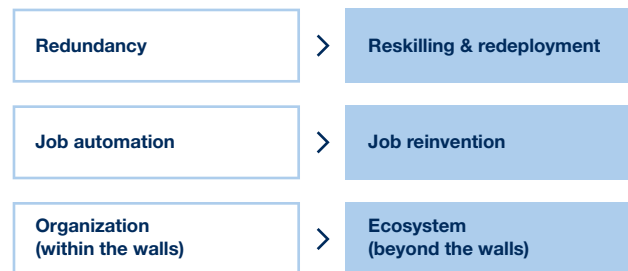 Redundancy
Reskilling & redeployment
Job automation
Job reinvention
Organization
(within the walls)
Ecosystem
(beyond the walls)